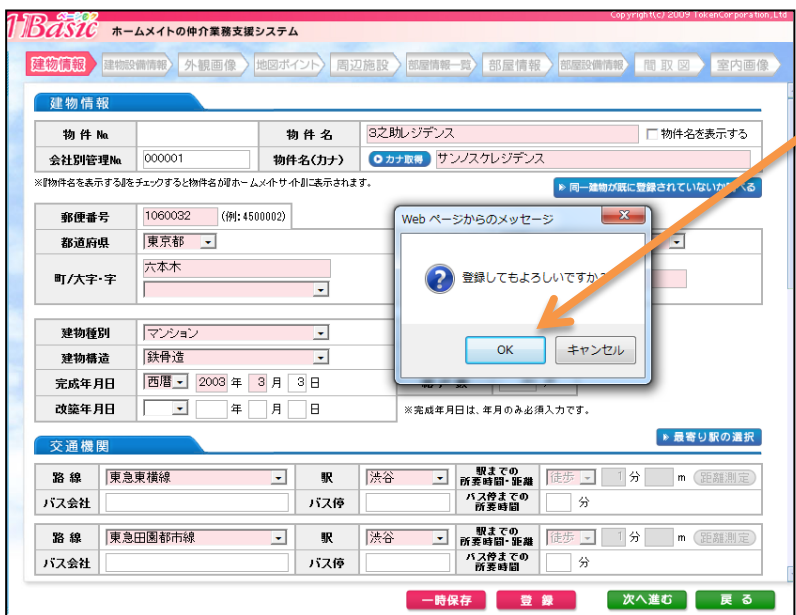 Copyright(c) 2009 TokenCorporation,Ltd
Basic ホームメイトの仲介業務支援システム
建物情報 建物設備情報 外観画像 地図ポイント 周辺施設 部屋情報一覧 部屋情報 部屋設備情報 間取図 室内画像
建物情報
物件№ 物件名 3之助レジデンス 物件名を表示する
会社別管理№ 000001 物件名(カナ) カナ取得 サンノスケレジデンス
※『物件名を表示する』をチェックすると物件名が『ホームメイトサイト』に表示されます。
同一建物が既に登録されていないか べる
郵便番号 1060032 (例:4500002)
Web ページからのメッセージ
都道府県 東京都
町/大字・字 六本木
登録してもよろしいですか
OK キャンセル
建物種別 マンション
建物構造 鉄骨造
完成年月日 西暦 2003 年 3 月 3 日
改築年月日 年 月 日 ※完成年月日は、年月のみ必須入力です。
最寄り駅の選択
交通機関
路線 東急東横線 駅 渋谷 駅までの所要時間・距離 徒歩 1 分 m 距離測定
バス会社 バス停 バス停までの所要時間 分
路線 東急田園都市線 駅 渋谷 駅までの所要時間・距離 徒歩 1 分 m 距離測定
バス会社 バス停 バス停までの所要時間 分
一時保存 登録 次へ進む 戻る